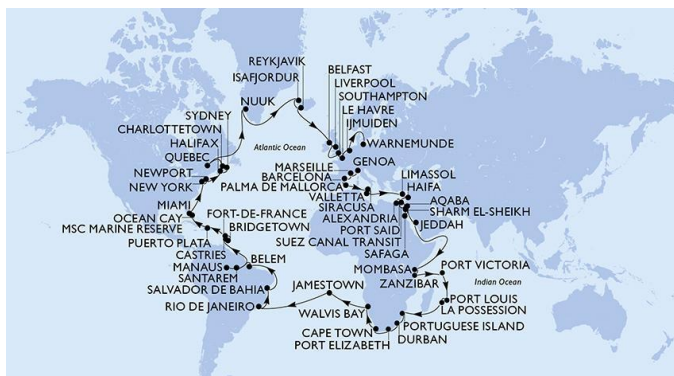 REYKJAVIK
ISAFJORDUR
NUUK
BELFAST
LIVERPOOL
SOUTHAMPTON
LE HAVRE
IJMUIDEN
WARNEMUNDE
SYDNEY
CHARLOTTETOWN
HALIFAX
QUEBEC
NEWPORT
NEW YORK
Atlantic Ocean
MARSEILLE
GENOA
BARCELONA
PALMA DE MALLORCA
VALLETTA
SIRACUSA
ALEXANDRIA
PORT SAID
SUEZ CANAL TRANSIT
SAFAGA
LIMASSOL
HAIFA
AQABA
SHARM EL-SHEIKH
JEDDAH
MIAMI
OCEAN CAY
MSC MARINE RESERVE
PUERTO PLATA
FORT-DE-FRANCE
BRIDGETOWN
CASTRIES
MANAUS
SANTAREM
BELEM
SALVADOR DE BAHIA
RIO DE JANEIRO
JAMESTOWN
WALVIS BAY
CAPE TOWN
PORT ELIZABETH
DURBAN
PORTUGUESE ISLAND
MOMBASA
ZANZIBAR
PORT VICTORIA
Indian Ocean
PORT LOUIS
LA POSSESSION